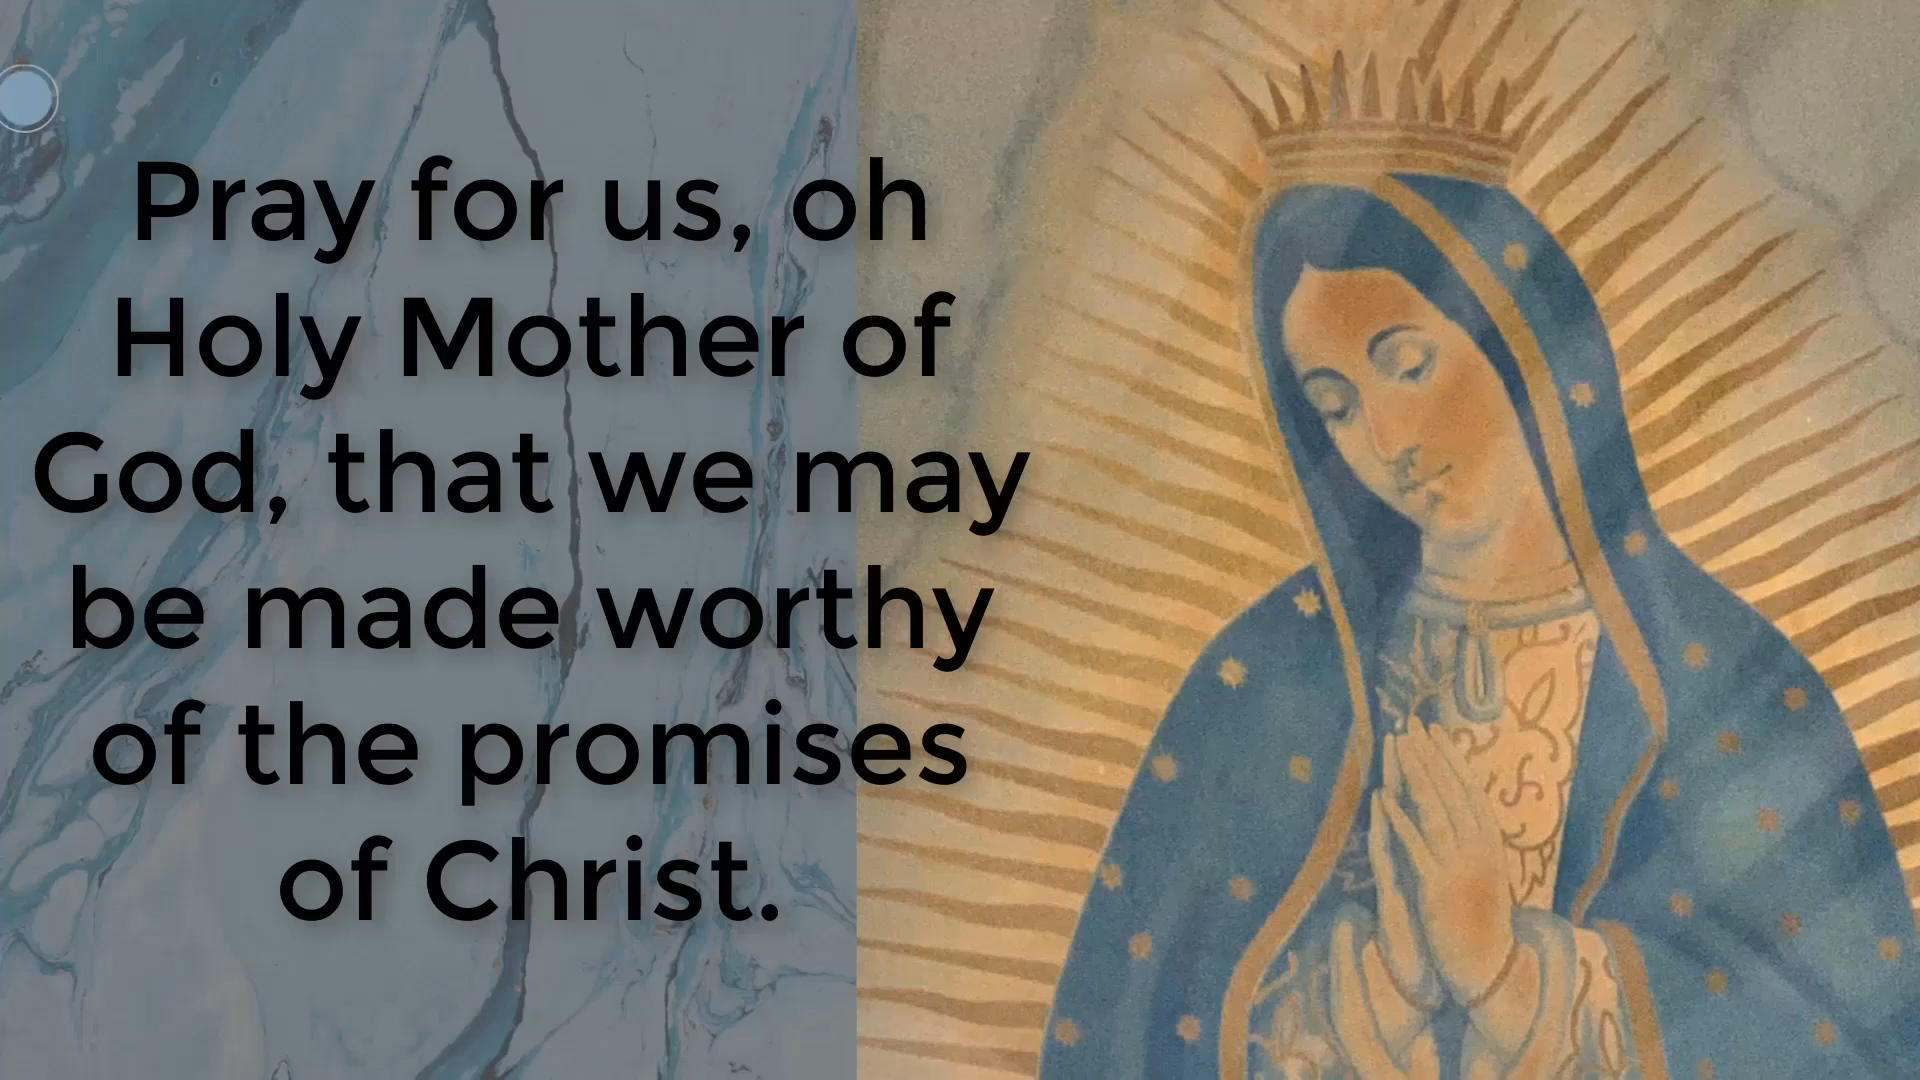 Pray for us, oh
Holy Mother of
God, that we may
be made worthy
of the promises
of Christ.